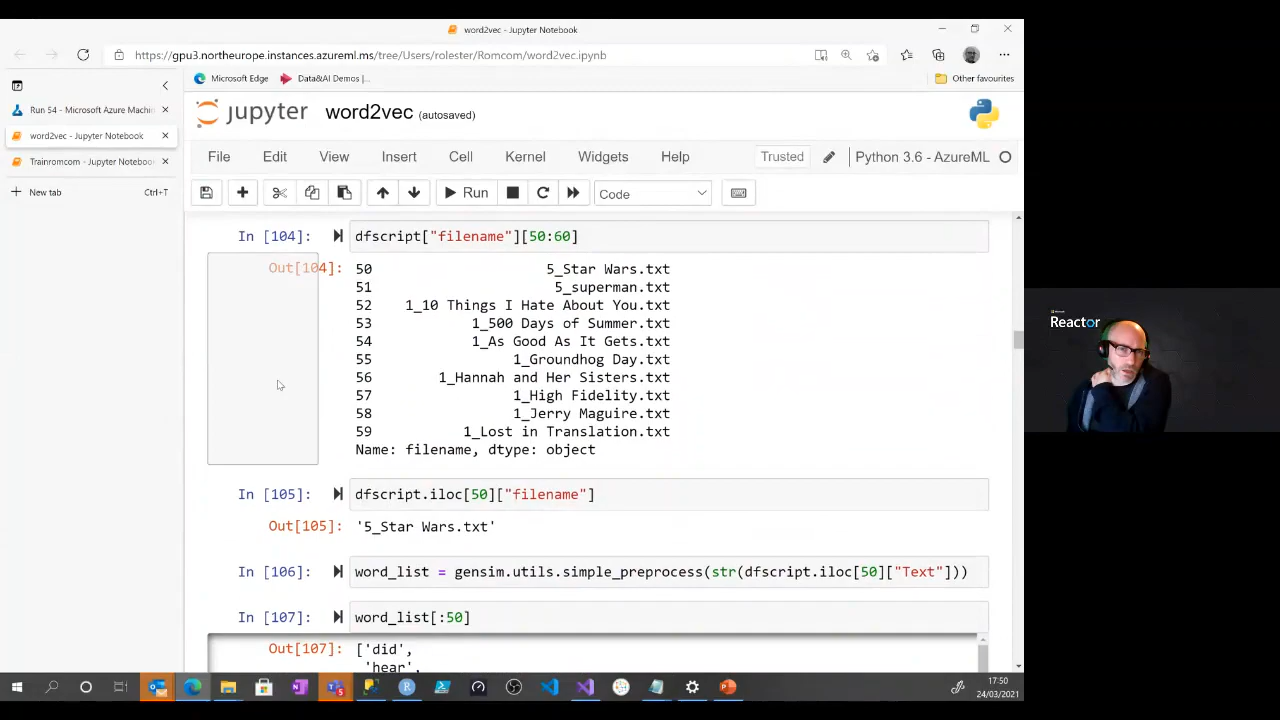 word2vec - Jupyter Notebook
https://gpu3.northeurope.instances.azureml.ms/tree/Users/rolester/Romcom/word2vec.ipynb
Microsoft Edge
Data&AI Demos |...
Other favourites
Run 54 - Microsoft Azure Machi
word2vec - Jupyter Notebook
Trainromcom - Jupyter Noteboo
New tab
Ctrl+T
jupyter word2vec (autosaved)
File Edit View Insert Cell Kernel Widgets Help
Trusted
Python 3.6 - AzureML
Run
Code
In [104]: dfscript["filename"][50:60]
Out[104]: 50 5_Star Wars.txt
51 5_superman.txt
52 1_10 Things I Hate About You.txt
53 1_500 Days of Summer.txt
54 1_As Good As It Gets.txt
55 1_Groundhog Day.txt
56 1_Hannah and Her Sisters.txt
57 1_High Fidelity.txt
58 1_Jerry Maguire.txt
59 1_Lost in Translation.txt
Name: filename, dtype: object
In [105]: dfscript.iloc[50]["filename"]
Out[105]: '5_Star Wars.txt'
In [106]: word_list = gensim.utils.simple_preprocess(str(dfscript.iloc[50]["Text"]))
In [107]: word_list[:50]
Out[107]: ['did',
'hear',
Reactor
17:50
24/03/2021